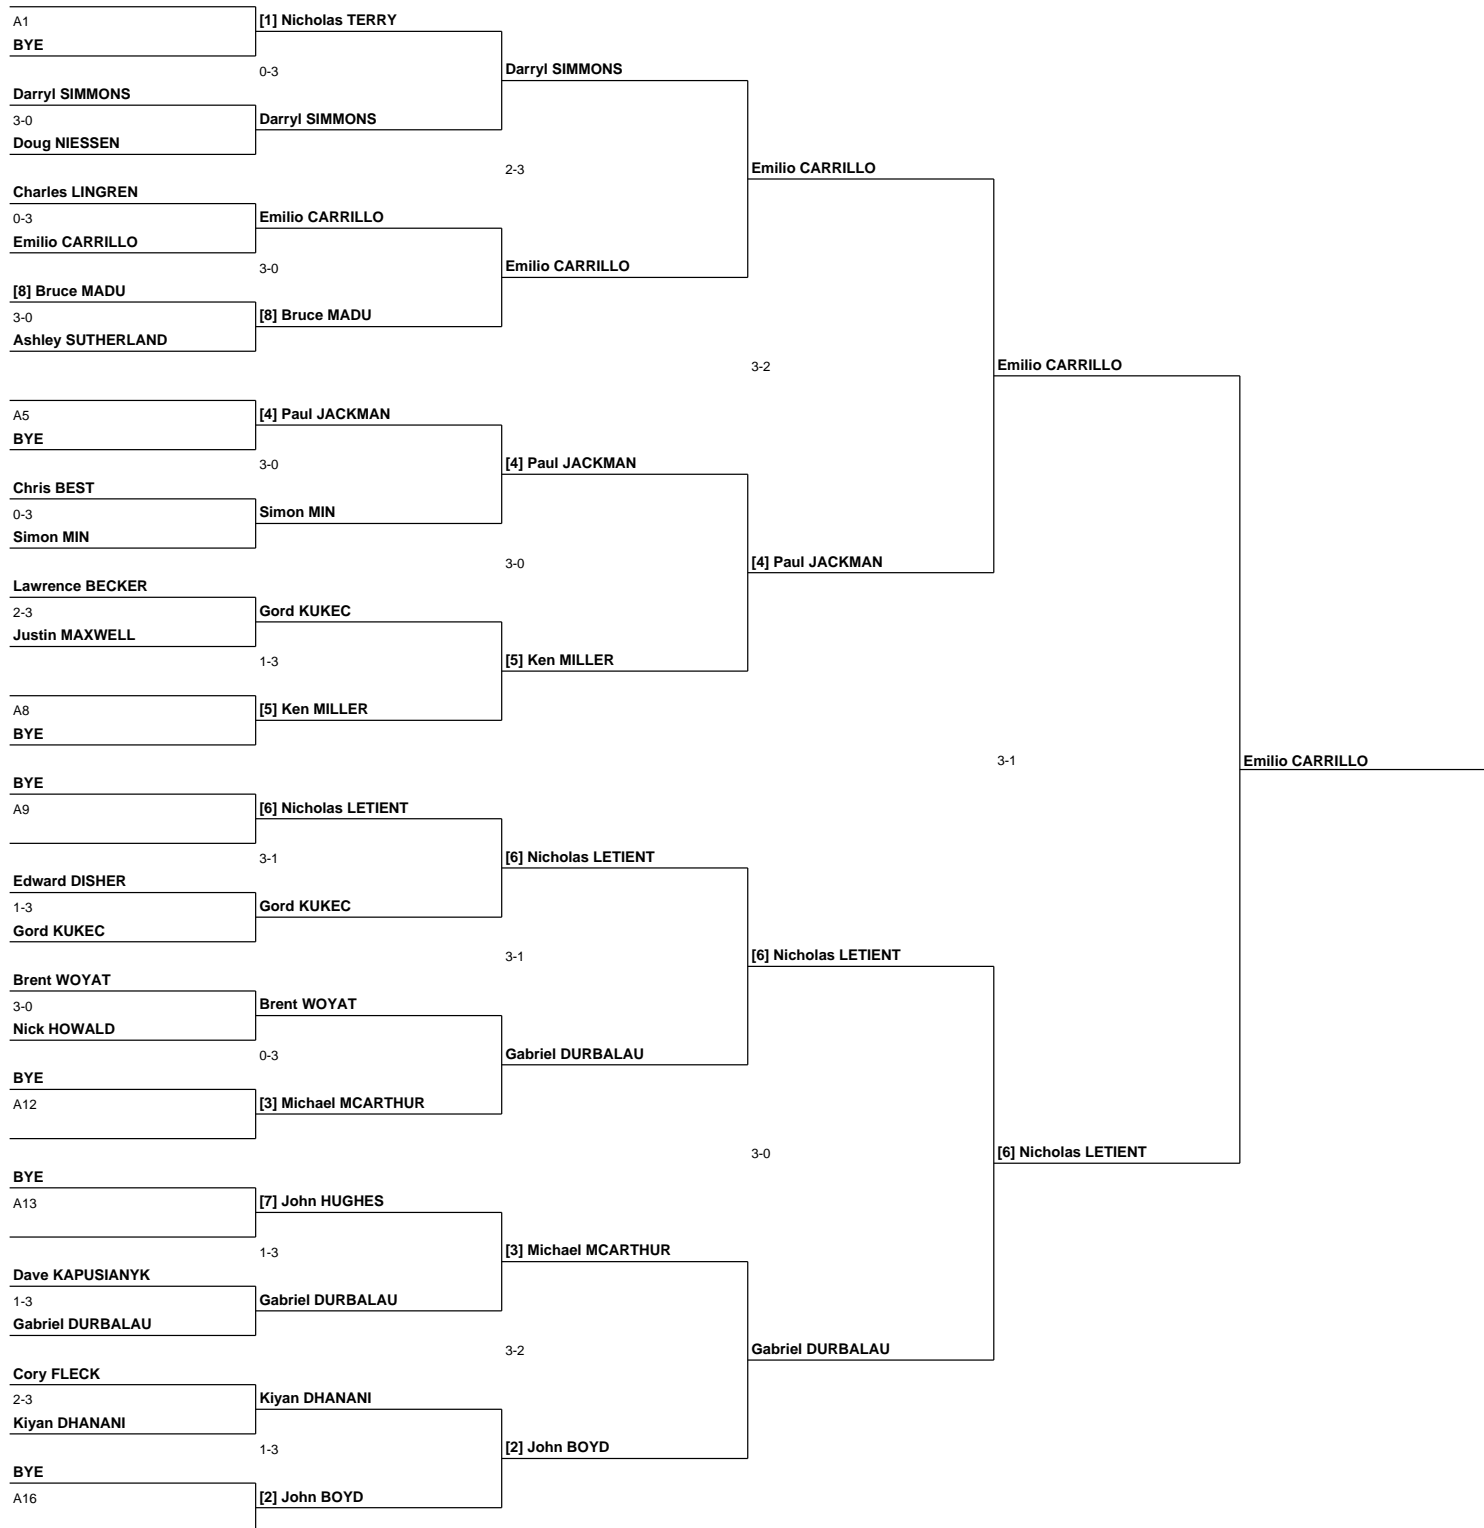 A1
BYE
Darryl SIMMONS
3-0
Doug NIESSEN
Charles LINGREN
0-3
Emilio CARRILLO
[8] Bruce MADU
3-0
Ashley SUTHERLAND
A5
BYE
Chris BEST
0-3
Simon MIN
Lawrence BECKER
2-3
Justin MAXWELL
A8
BYE
BYE
A9
Edward DISHER
1-3
Gord KUKEC
Brent WOYAT
3-0
Nick HOWALD
BYE
A12
BYE
A13
Dave KAPUSIANYK
1-3
Gabriel DURBALAU
Cory FLECK
2-3
Kiyan DHANANI
BYE
A16
[1] Nicholas TERRY
0-3
Darryl SIMMONS
Emilio CARRILLO
3-0
[8] Bruce MADU
[4] Paul JACKMAN
3-0
Simon MIN
Gord KUKEC
1-3
[5] Ken MILLER
[6] Nicholas LETIENT
3-1
Gord KUKEC
Brent WOYAT
0-3
[3] Michael MCARTHUR
[7] John HUGHES
1-3
Gabriel DURBALAU
Kiyan DHANANI
1-3
[2] John BOYD
Darryl SIMMONS
2-3
Emilio CARRILLO
[4] Paul JACKMAN
3-0
[5] Ken MILLER
[6] Nicholas LETIENT
3-1
Gabriel DURBALAU
[3] Michael MCARTHUR
3-2
[2] John BOYD
Emilio CARRILLO
3-2
[4] Paul JACKMAN
[6] Nicholas LETIENT
3-0
Gabriel DURBALAU
Emilio CARRILLO
3-1
[6] Nicholas LETIENT
Emilio CARRILLO